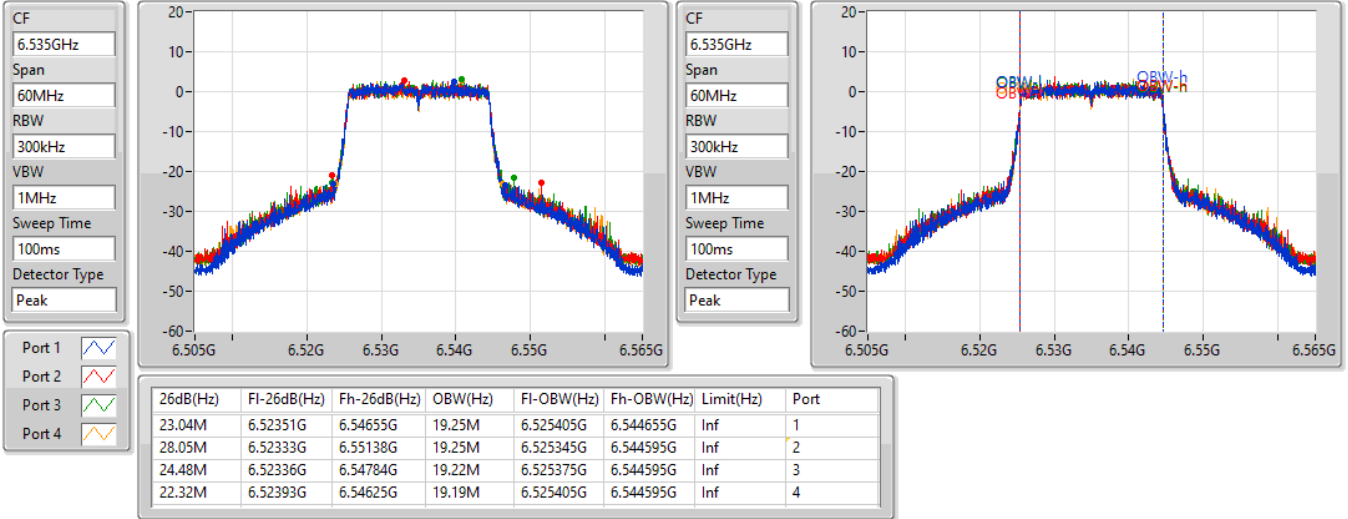 CF
6.535GHz
Span
60MHz
RBW
300kHz
VBW
1MHz
Sweep Time
100ms
Detector Type
Peak
Port 1
Port 2
Port 3
Port 4
20
10
0
-10
-20
-30
-40
-50
-60
6.505G 6.52G 6.53G 6.54G 6.55G 6.565G
CF
6.535GHz
Span
60MHz
RBW
300kHz
VBW
1MHz
Sweep Time
100ms
Detector Type
Peak
20
10
0
-10
-20
-30
-40
-50
-60
OBW-h
OBW-h
6.505G 6.52G 6.53G 6.54G 6.55G 6.565G
26dB(Hz) Fl-26dB(Hz) Fh-26dB(Hz) OBW(Hz) Fl-OBW(Hz) Fh-OBW(Hz) Limit(Hz) Port
23.04M 6.52351G 6.54655G 19.25M 6.525405G 6.544655G Inf 1
28.05M 6.52333G 6.55138G 19.25M 6.525345G 6.544595G Inf 2
24.48M 6.52336G 6.54784G 19.22M 6.525375G 6.544595G Inf 3
22.32M 6.52393G 6.54625G 19.19M 6.525405G 6.544595G Inf 4